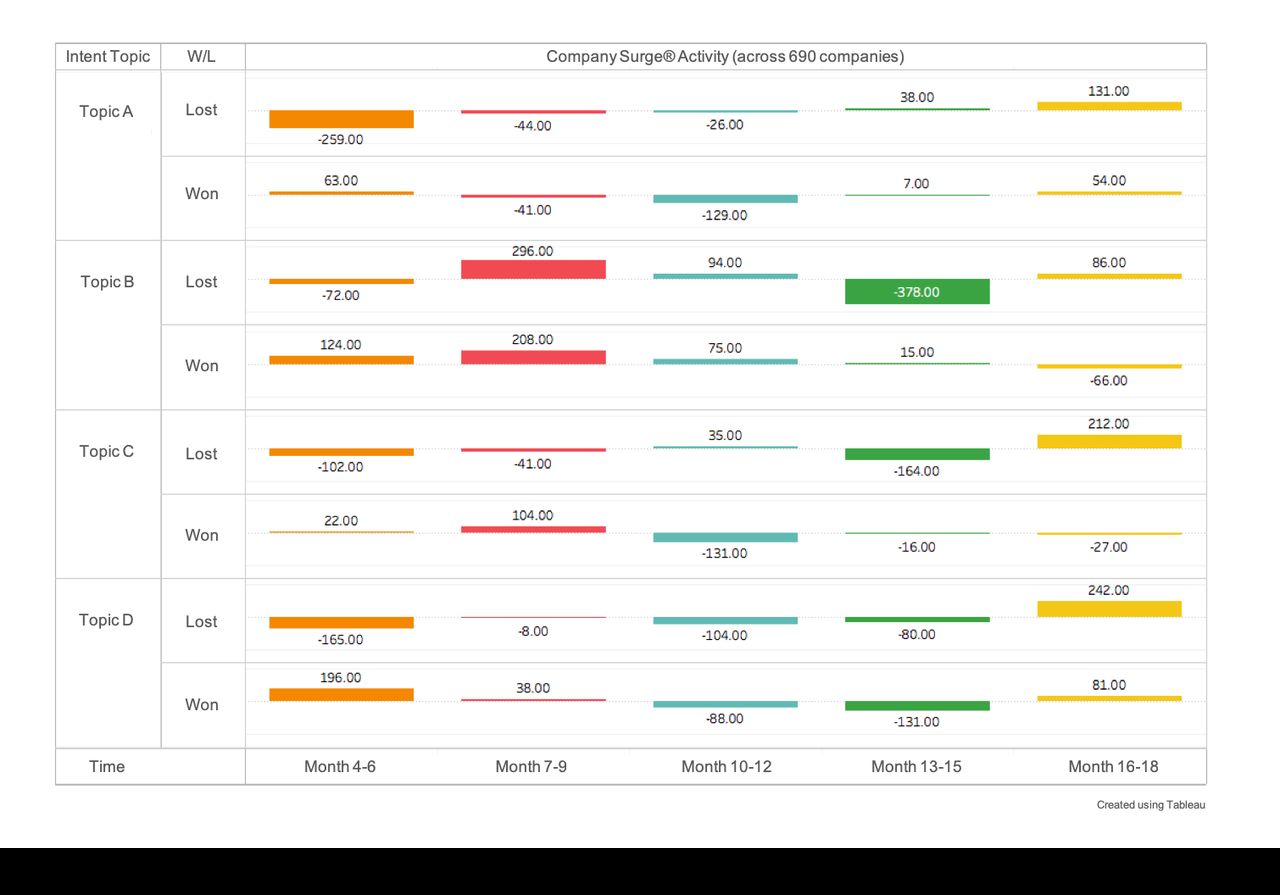 Intent Topic W/L Company Surge® Activity (across 690 companies)
Topic A Lost -259.00 -44.00 -26.00 38.00 131.00
Won 63.00 -41.00 -129.00 7.00 54.00
Topic B Lost -72.00 296.00 94.00 -378.00 86.00
Won 124.00 208.00 75.00 15.00 -66.00
Topic C Lost -102.00 -41.00 35.00 -164.00 212.00
Won 22.00 104.00 -131.00 -16.00 -27.00
Topic D Lost -165.00 -8.00 -104.00 -80.00 242.00
Won 196.00 38.00 -88.00 -131.00 81.00
Time Month 4-6 Month 7-9 Month 10-12 Month 13-15 Month 16-18
Created using Tableau